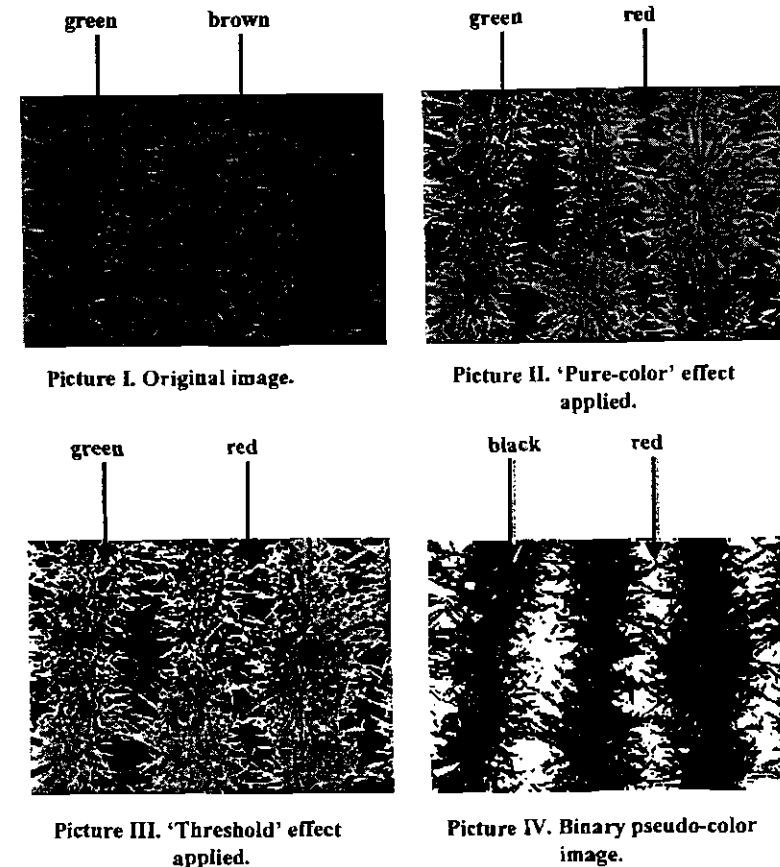 green brown
green red
Picture I. Original image.
Picture II. 'Pure-color' effect
applied.
green red
black red
Picture III. 'Threshold' effect
applied.
Picture IV. Binary pseudo-color
image.